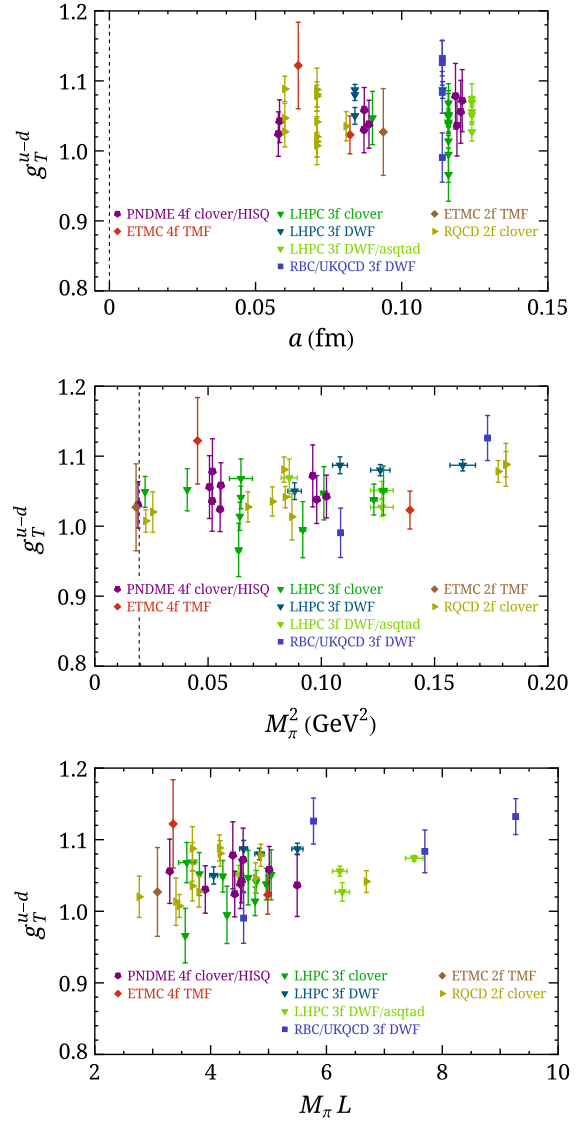 1.2
1.1
1.0
0.9
0.8
g_T^{u-d}
PNDME 4f clover/HISQ LHPC 3f clover ETMC 2f TMF
ETMC 4f TMF LHPC 3f DWF RQCD 2f clover
LHPC 3f DWF/asqtad
RBC/UKQCD 3f DWF
0 0.05 0.10 0.15
a (fm)
1.2
1.1
1.0
0.9
0.8
g_T^{u-d}
PNDME 4f clover/HISQ LHPC 3f clover ETMC 2f TMF
ETMC 4f TMF LHPC 3f DWF RQCD 2f clover
LHPC 3f DWF/asqtad
RBC/UKQCD 3f DWF
0 0.05 0.10 0.15 0.20
M_π^2 (GeV^2)
1.2
1.1
1.0
0.9
0.8
g_T^{u-d}
PNDME 4f clover/HISQ LHPC 3f clover ETMC 2f TMF
ETMC 4f TMF LHPC 3f DWF RQCD 2f clover
LHPC 3f DWF/asqtad
RBC/UKQCD 3f DWF
2 4 6 8 10
M_π L